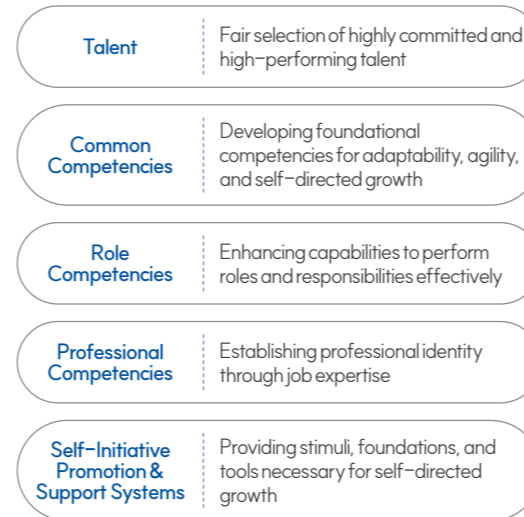 Talent
Fair selection of highly committed and
high-performing talent
Common
Competencies
Developing foundational
competencies for adaptability, agility,
and self-directed growth
Role
Competencies
Enhancing capabilities to perform
roles and responsibilities effectively
Professional
Competencies
Establishing professional identity
through job expertise
Self-Initiative
Promotion &
Support Systems
Providing stimuli, foundations, and
tools necessary for self-directed
growth